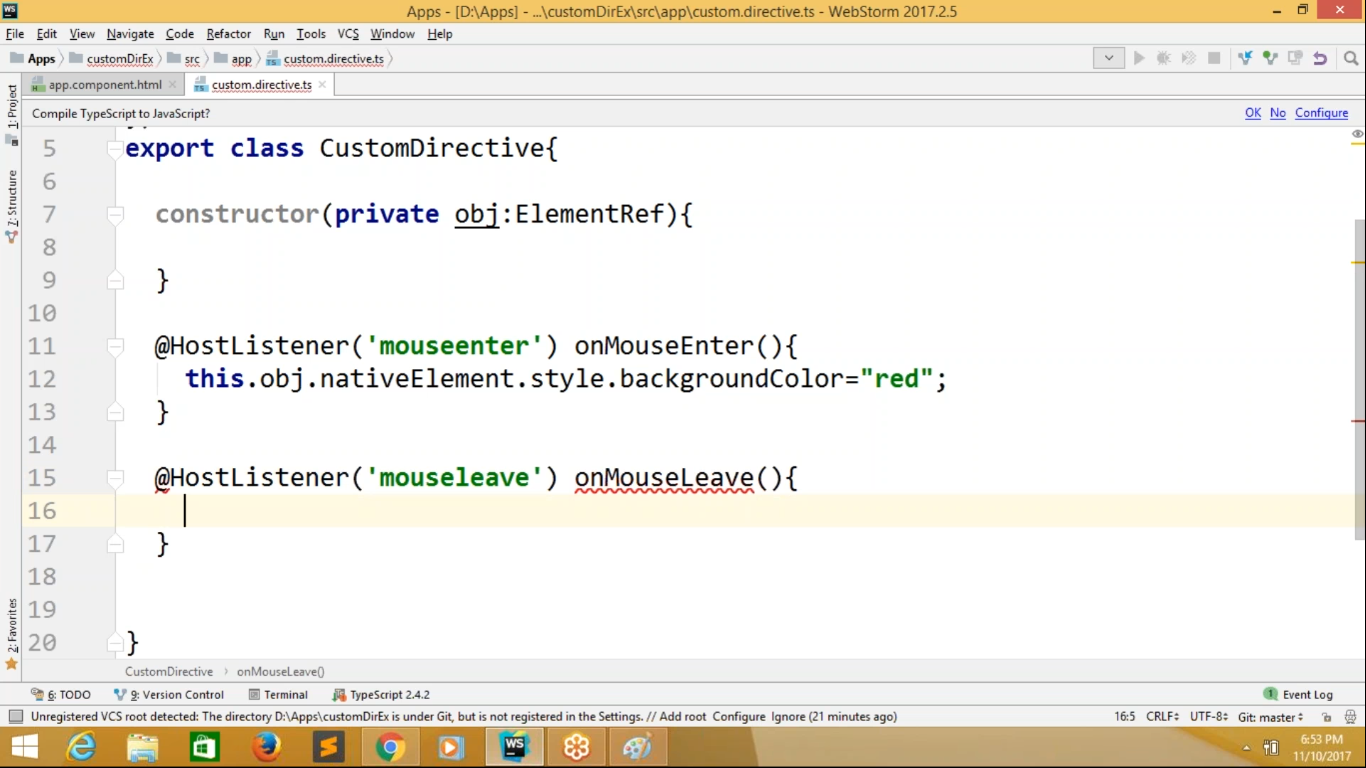 WS
Apps - [D:\Apps] - ...\customDirEx\src\app\custom.directive.ts - WebStorm 2017.2.5
File Edit View Navigate Code Refactor Run Tools VCS Window Help
Apps customDirEx src app custom.directive.ts
app.component.html custom.directive.ts
Compile TypeScript to JavaScript? OK No Configure
1: Project
7: Structure
2: Favorites
5 export class CustomDirective{
6
7 constructor(private obj:ElementRef){
8
9 }
10
11 @HostListener('mouseenter') onMouseEnter(){
12 this.obj.nativeElement.style.backgroundColor="red";
13 }
14
15 @HostListener('mouseleave') onMouseLeave(){
16
17 }
18
19
20 }
CustomDirective › onMouseLeave()
6: TODO 9: Version Control Terminal TypeScript 2.4.2 1 Event Log
Unregistered VCS root detected: The directory D:\Apps\customDirEx is under Git, but is not registered in the Settings. // Add root Configure Ignore (21 minutes ago) 16:5 CRLF UTF-8 Git: master
WS
6:53 PM
11/10/2017